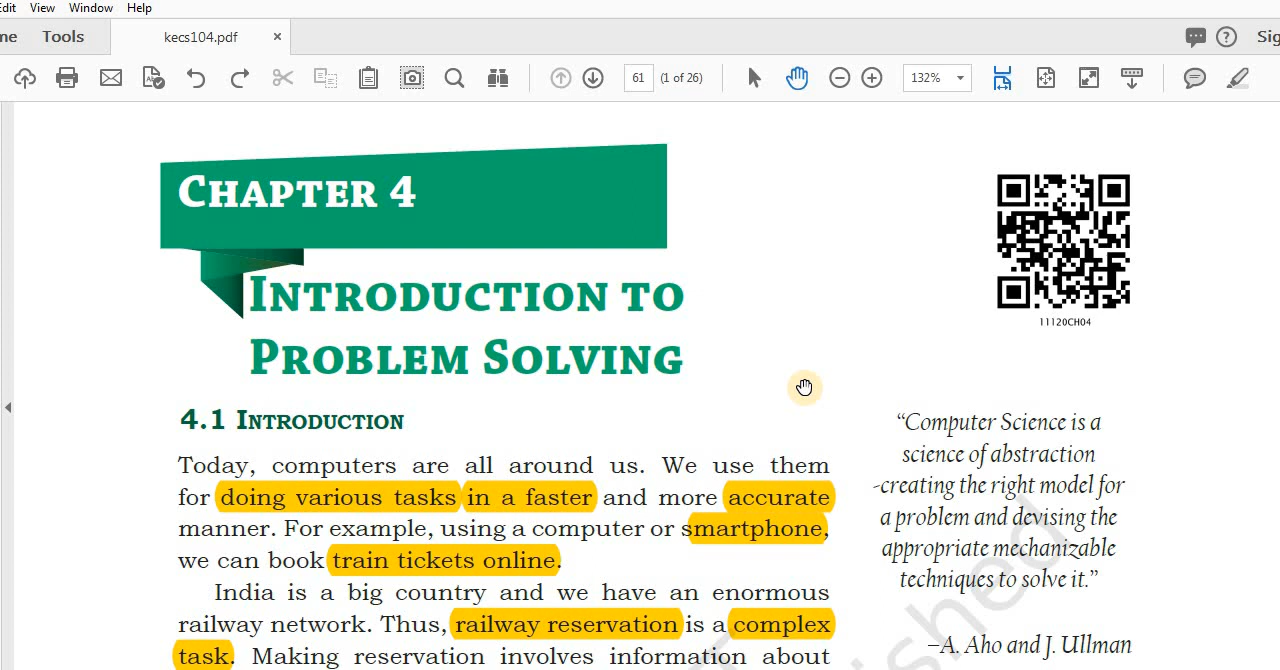 Edit View Window Help
me Tools kecs104.pdf × Sig
61 (1 of 26) 132%
CHAPTER 4
INTRODUCTION TO
PROBLEM SOLVING
11120CH04
4.1 INTRODUCTION
Today, computers are all around us. We use them
for doing various tasks in a faster and more accurate
manner. For example, using a computer or smartphone,
we can book train tickets online.
India is a big country and we have an enormous
railway network. Thus, railway reservation is a complex
task. Making reservation involves information about
“Computer Science is a
science of abstraction
-creating the right model for
a problem and devising the
appropriate mechanizable
techniques to solve it.”
–A. Aho and J. Ullman